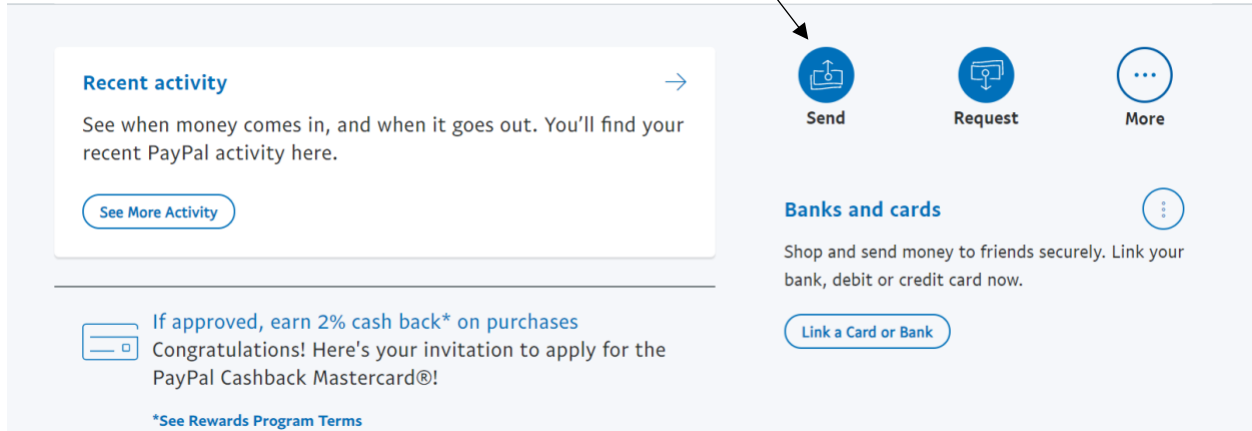 Recent activity
See when money comes in, and when it goes out. You’ll find your
recent PayPal activity here.
See More Activity
If approved, earn 2% cash back* on purchases
Congratulations! Here's your invitation to apply for the
PayPal Cashback Mastercard®!
*See Rewards Program Terms
Send
Request
More
Banks and cards
Shop and send money to friends securely. Link your
bank, debit or credit card now.
Link a Card or Bank